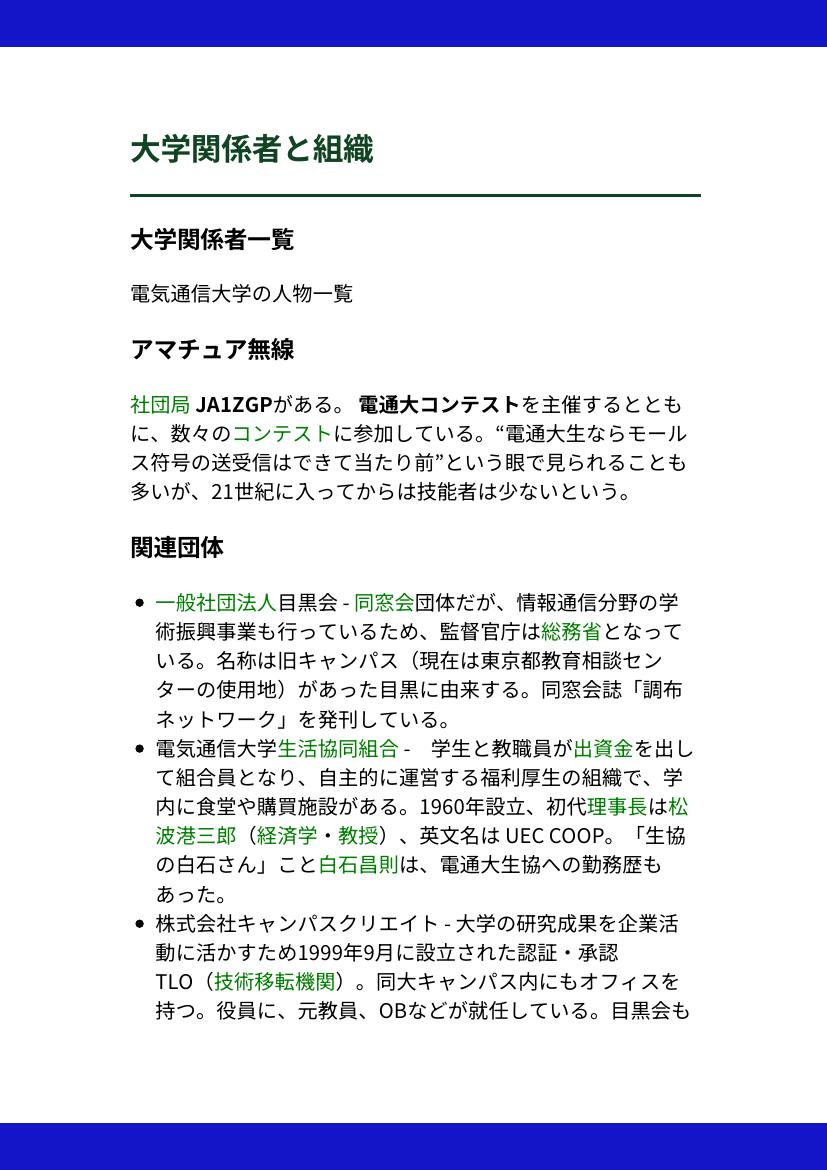 大学関係者と組織
大学関係者一覧
電気通信大学の人物一覧
アマチュア無線
社団局 JA1ZGPがある。 電通大コンテストを主催するととも
に、数々のコンテストに参加している。“電通大生ならモール
ス符号の送受信はできて当たり前”という眼で見られることも
多いが、21世紀に入ってからは技能者は少ないという。
関連団体
• 一般社団法人目黒会 - 同窓会団体だが、情報通信分野の学
術振興事業も行っているため、監督官庁は総務省となって
いる。名称は旧キャンパス（現在は東京都教育相談セン
ターの使用地）があった目黒に由来する。同窓会誌「調布
ネットワーク」を発刊している。
• 電気通信大学生活協同組合 -　学生と教職員が出資金を出し
て組合員となり、自主的に運営する福利厚生の組織で、学
内に食堂や購買施設がある。1960年設立、初代理事長は松
波港三郎（経済学・教授）、英文名は UEC COOP。「生協
の白石さん」こと白石昌則は、電通大生協への勤務歴も
あった。
• 株式会社キャンパスクリエイト - 大学の研究成果を企業活
動に活かすため1999年9月に設立された認証・承認
TLO（技術移転機関）。同大キャンパス内にもオフィスを
持つ。役員に、元教員、OBなどが就任している。目黒会も